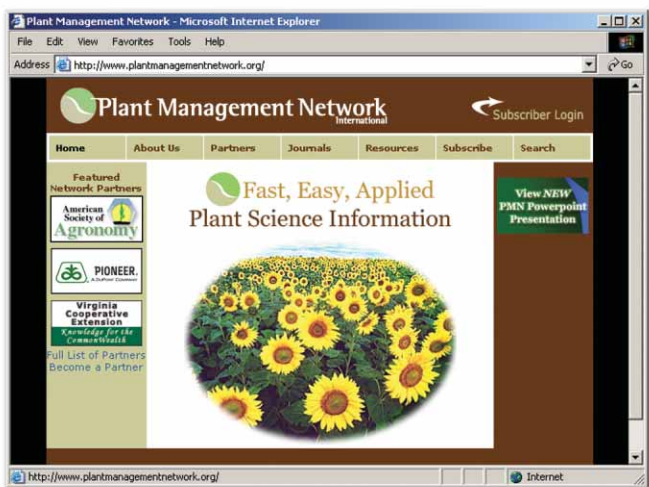 Plant Management Network - Microsoft Internet Explorer
File Edit View Favorites Tools Help
Address http://www.plantmanagementnetwork.org/ Go
Plant Management Network
International
Subscriber Login
Home About Us Partners Journals Resources Subscribe Search
Featured
Network Partners
American
Society of
Agronomy
PIONEER.
A DUPONT COMPANY
Virginia
Cooperative
Extension
Knowledge for the
CommonWealth
Full List of Partners
Become a Partner
Fast, Easy, Applied
Plant Science Information
View NEW
PMN Powerpoint
Presentation
http://www.plantmanagementnetwork.org/ Internet